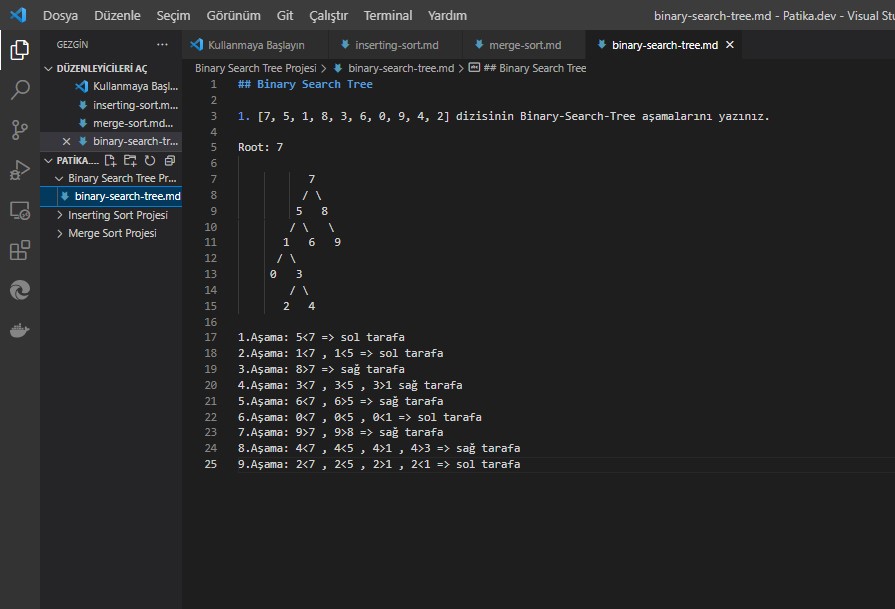 Dosya Düzenle Seçim Görünüm Git Çalıştır Terminal Yardım binary-search-tree.md - Patika.dev - Visual Stu
GEZGİN ...
Kullanmaya Başlayın inserting-sort.md merge-sort.md binary-search-tree.md
DÜZENLEYİCİLERİ AÇ
Kullanmaya Başl...
inserting-sort.m...
merge-sort.md...
binary-search-tr...
PATİKA....
Binary Search Tree Pr...
binary-search-tree.md
Inserting Sort Projesi
Merge Sort Projesi
Binary Search Tree Projesi > binary-search-tree.md > ## Binary Search Tree
1 ## Binary Search Tree
2
3 1. [7, 5, 1, 8, 3, 6, 0, 9, 4, 2] dizisinin Binary-Search-Tree aşamalarını yazınız.
4
5 Root: 7
6
7 7
8 / \
9 5 8
10 / \ \
11 1 6 9
12 / \
13 0 3
14 / \
15 2 4
16
17 1.Aşama: 5<7 => sol tarafa
18 2.Aşama: 1<7 , 1<5 => sol tarafa
19 3.Aşama: 8>7 => sağ tarafa
20 4.Aşama: 3<7 , 3<5 , 3>1 sağ tarafa
21 5.Aşama: 6<7 , 6>5 => sağ tarafa
22 6.Aşama: 0<7 , 0<5 , 0<1 => sol tarafa
23 7.Aşama: 9>7 , 9>8 => sağ tarafa
24 8.Aşama: 4<7 , 4<5 , 4>1 , 4>3 => sağ tarafa
25 9.Aşama: 2<7 , 2<5 , 2>1 , 2<1 => sol tarafa